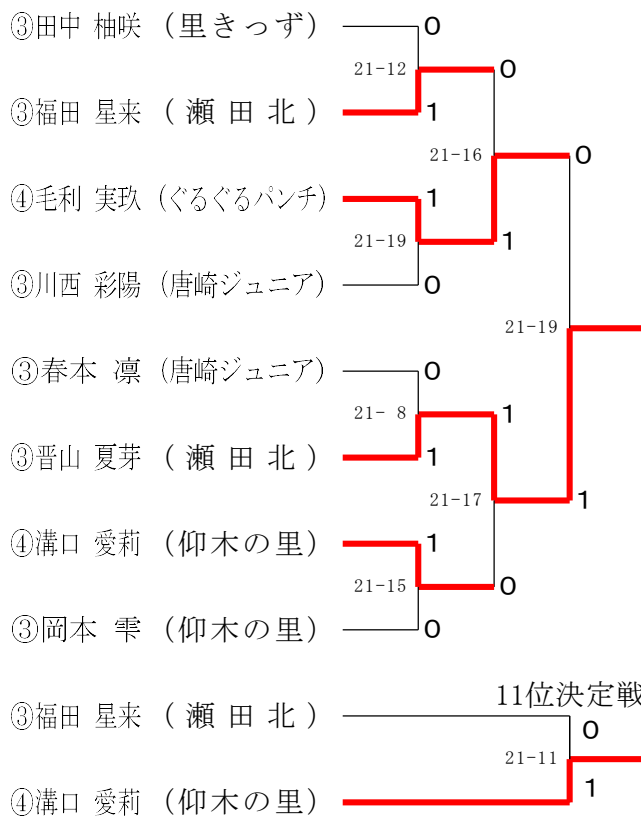 ③田中 柚咲 (里きっず)
0
21-12
0
③福田 星来 (瀬田北)
1
21-16
0
④毛利 実玖 (ぐるぐるパンチ)
1
21-19
1
③川西 彩陽 (唐崎ジュニア)
0
21-19
③春本 凛 (唐崎ジュニア)
0
21- 8
1
③晋山 夏芽 (瀬田北)
1
21-17
1
④溝口 愛莉 (仰木の里)
1
21-15
0
③岡本 雫 (仰木の里)
0
11位決定戦
③福田 星来 (瀬田北)
0
21-11
1
④溝口 愛莉 (仰木の里)